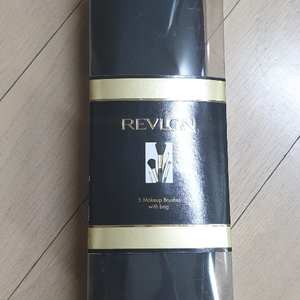 REVLON
5 Makeup Brushes
with bag